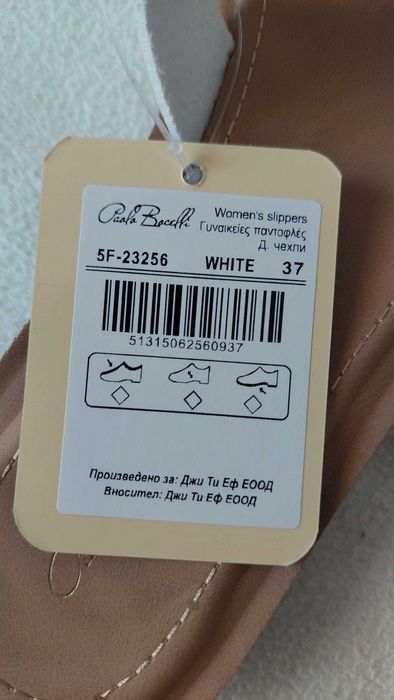 Paolo Bocelli
Women's slippers
Γυναικείες παντοφλές
Д. чехли
5F-23256 WHITE 37
51315062560937
Произведено за: Джи Ти Еф ЕООД
Вносител: Джи Ти Еф ЕООД